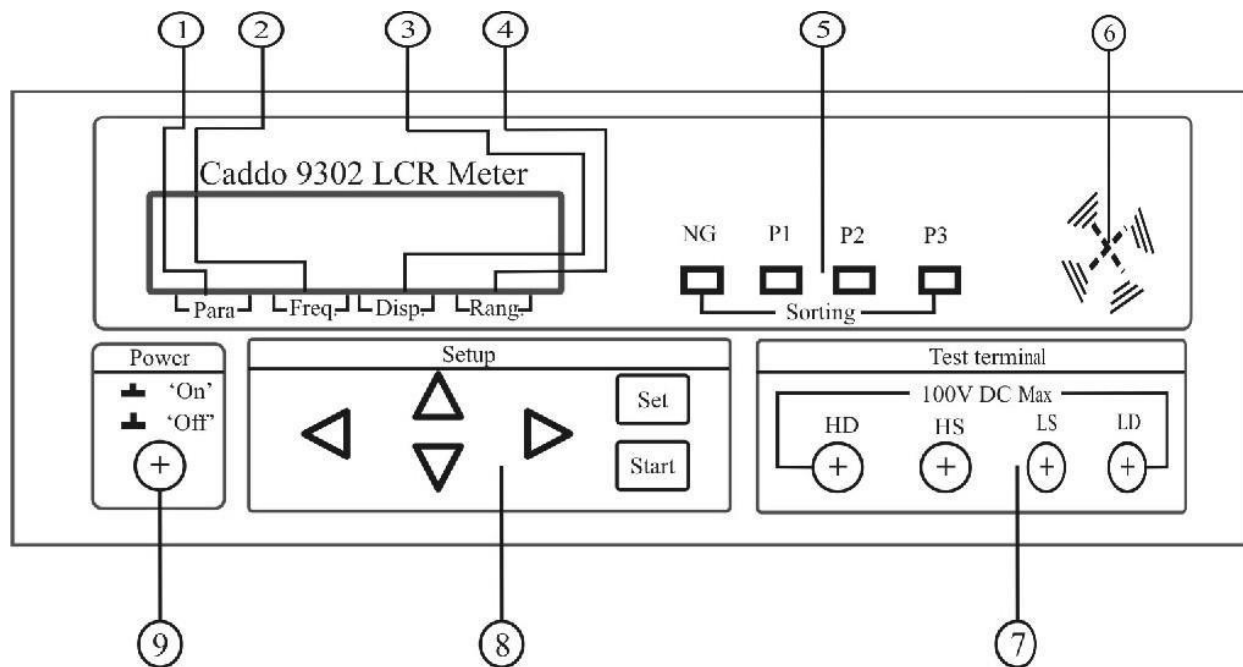 1 2 3 4 5 6
Caddo 9302 LCR Meter
NG P1 P2 P3
Para Freq. Disp. Rang.
Sorting
Power
‘On’
‘Off’
Setup
Set
Start
Test terminal
100V DC Max
HD HS LS LD
9 8 7